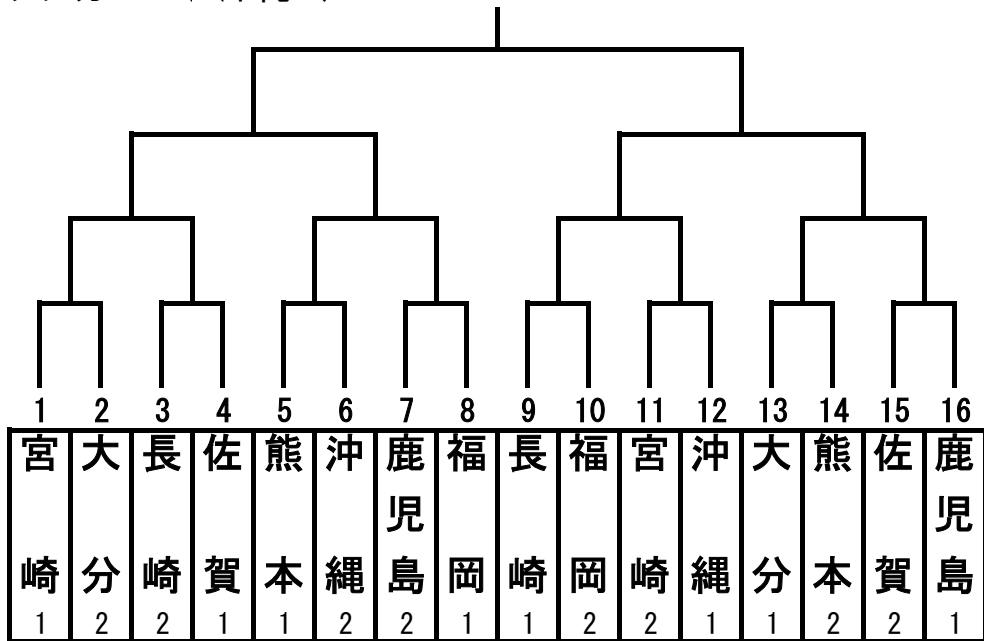 1 2 3 4 5 6 7 8 9 10 11 12 13 14 15 16
宮崎 大分 長崎 佐賀 熊本 沖縄 鹿児島 福岡 長崎 福岡 宮崎 沖縄 大分 熊本 佐賀 鹿児島
1 2 2 1 1 2 2 1 1 2 2 1 1 2 2 1